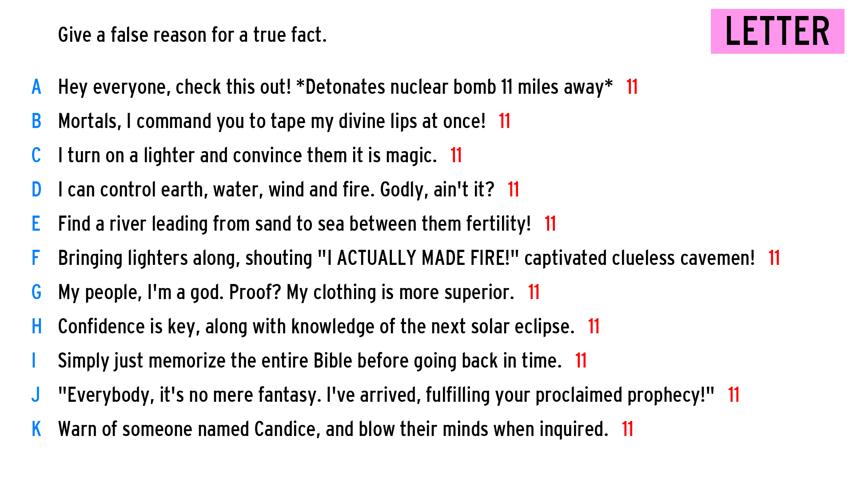 Give a false reason for a true fact.
LETTER
A Hey everyone, check this out! *Detonates nuclear bomb 11 miles away* 11
B Mortals, I command you to tape my divine lips at once! 11
C I turn on a lighter and convince them it is magic. 11
D I can control earth, water, wind and fire. Godly, ain't it? 11
E Find a river leading from sand to sea between them fertility! 11
F Bringing lighters along, shouting "I ACTUALLY MADE FIRE!" captivated clueless cavemen! 11
G My people, I'm a god. Proof? My clothing is more superior. 11
H Confidence is key, along with knowledge of the next solar eclipse. 11
I Simply just memorize the entire Bible before going back in time. 11
J "Everybody, it's no mere fantasy. I've arrived, fulfilling your proclaimed prophecy!" 11
K Warn of someone named Candice, and blow their minds when inquired. 11